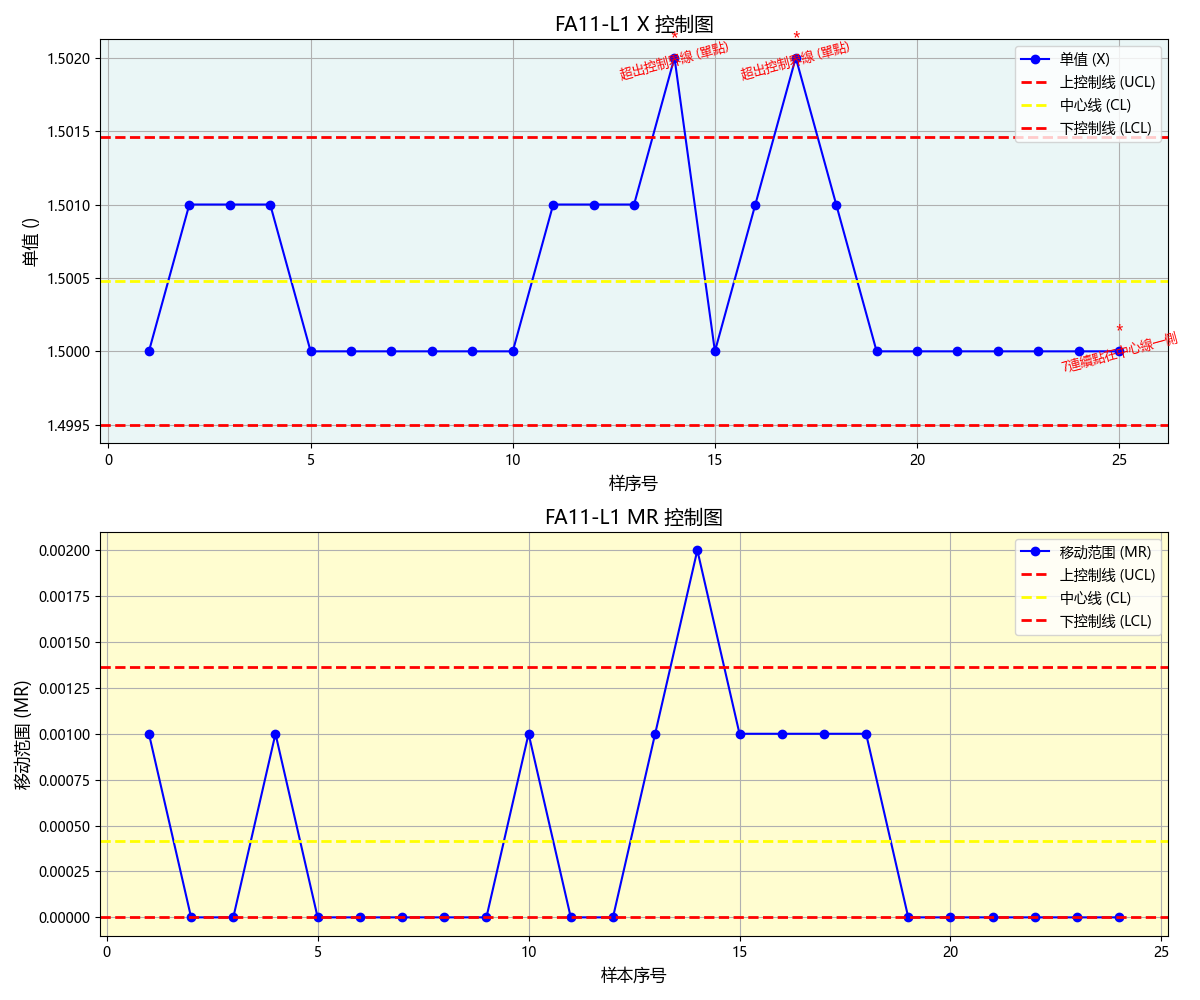 FA11-L1 X 控制图
*
*
超出控制界線 (單點)
超出控制界線 (單點)
单值 (X)
上控制线 (UCL)
中心线 (CL)
下控制线 (LCL)
1.5020
1.5015
1.5010
1.5005
1.5000
1.4995
单值 ()
*
7連續點在中心線一側
0
5
10
15
20
25
样序号
FA11-L1 MR 控制图
移动范围 (MR)
上控制线 (UCL)
中心线 (CL)
下控制线 (LCL)
0.00200
0.00175
0.00150
0.00125
0.00100
0.00075
0.00050
0.00025
0.00000
移动范围 (MR)
0
5
10
15
20
25
样本序号